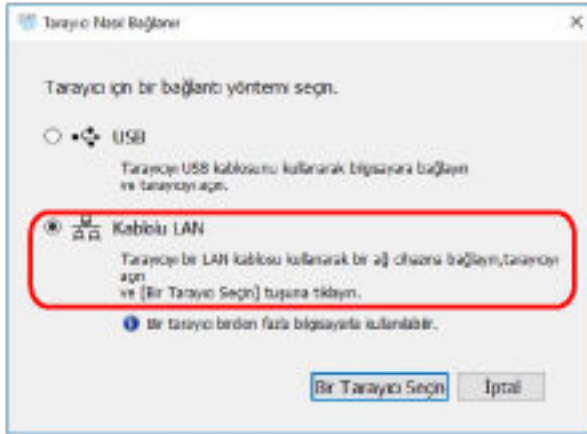 Tarayıcı Nasıl Bağlanır
Tarayıcı için bir bağlantı yöntemi seçin.
USB
Tarayıcıyı USB kablosunu kullanarak bilgisayara bağlayın
ve tarayıcıyı açın.
Kablolu LAN
Tarayıcıyı bir LAN kablosu kullanarak bir ağ cihazına bağlayın,tarayıcıyı
açın
ve [Bir Tarayıcı Seçin] tuşuna tıklayın.
Bir tarayıcı birden fazla bilgisayarla kullanılabilir.
Bir Tarayıcı Seçin
İptal